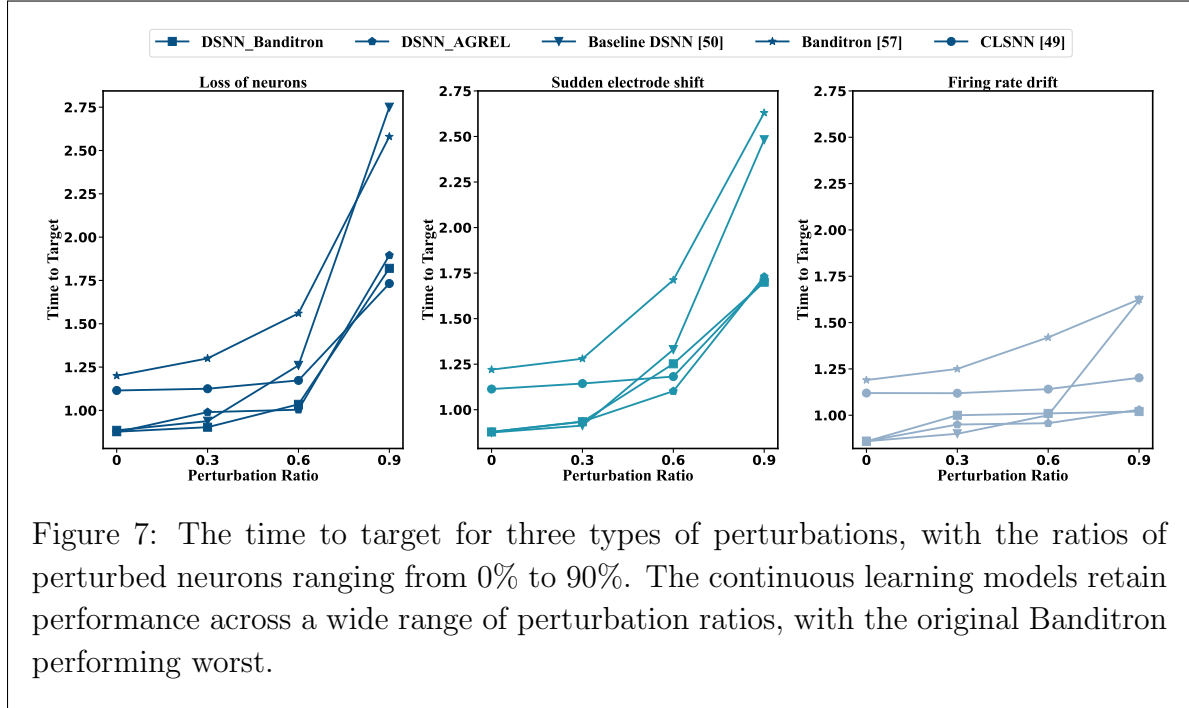 DSNN_Banditron DSNN_AGREL Baseline DSNN [50] Banditron [57] CLSNN [49]
Loss of neurons
Time to Target
2.75
2.50
2.25
2.00
1.75
1.50
1.25
1.00
0 0.3 0.6 0.9
Perturbation Ratio
Sudden electrode shift
Time to Target
2.75
2.50
2.25
2.00
1.75
1.50
1.25
1.00
0 0.3 0.6 0.9
Perturbation Ratio
Firing rate drift
Time to Target
2.75
2.50
2.25
2.00
1.75
1.50
1.25
1.00
0 0.3 0.6 0.9
Perturbation Ratio
Figure 7: The time to target for three types of perturbations, with the ratios of
perturbed neurons ranging from 0% to 90%. The continuous learning models retain
performance across a wide range of perturbation ratios, with the original Banditron
performing worst.